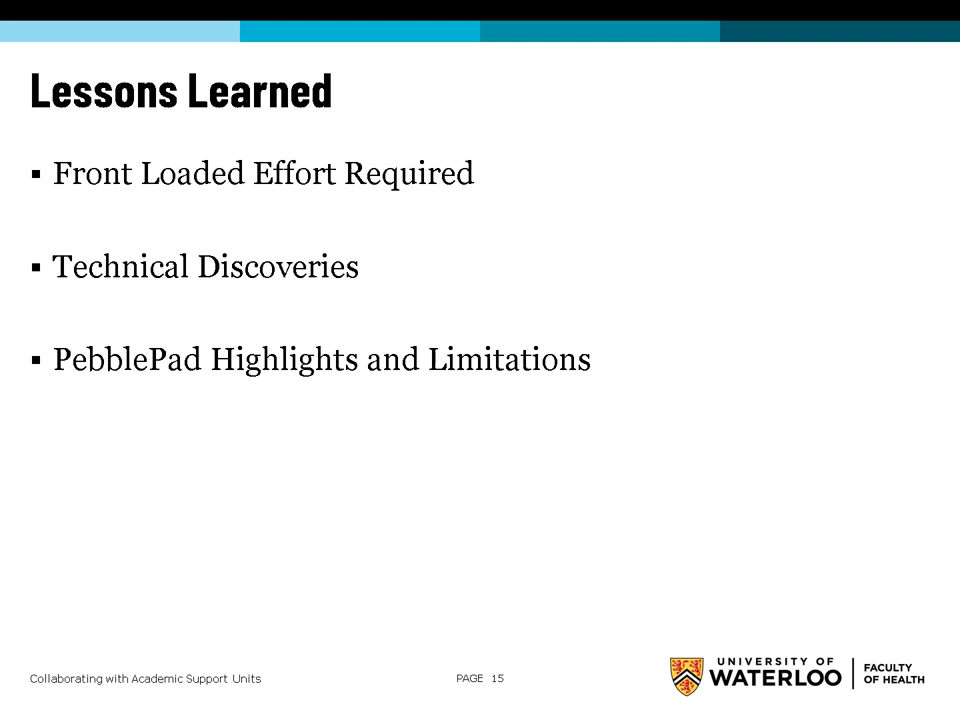 Lessons Learned
▪ Front Loaded Effort Required
▪ Technical Discoveries
▪ PebblePad Highlights and Limitations
Collaborating with Academic Support Units
PAGE 15
UNIVERSITY OF
WATERLOO
FACULTY
OF HEALTH